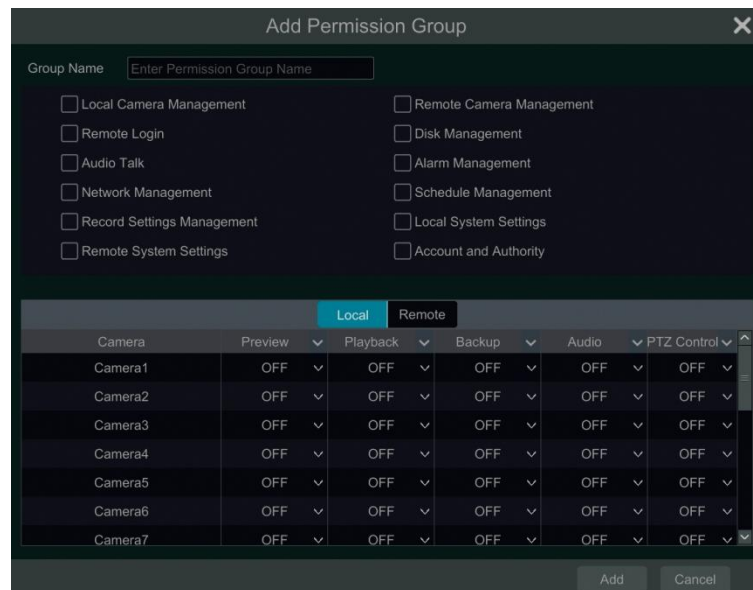 Add Permission Group
Group Name Enter Permission Group Name
Local Camera Management Remote Camera Management
Remote Login Disk Management
Audio Talk Alarm Management
Network Management Schedule Management
Record Settings Management Local System Settings
Remote System Settings Account and Authority
Local Remote
Camera Preview Playback Backup Audio PTZ Control
Camera1 OFF OFF OFF OFF OFF
Camera2 OFF OFF OFF OFF OFF
Camera3 OFF OFF OFF OFF OFF
Camera4 OFF OFF OFF OFF OFF
Camera5 OFF OFF OFF OFF OFF
Camera6 OFF OFF OFF OFF OFF
Camera7 OFF OFF OFF OFF OFF
Add Cancel